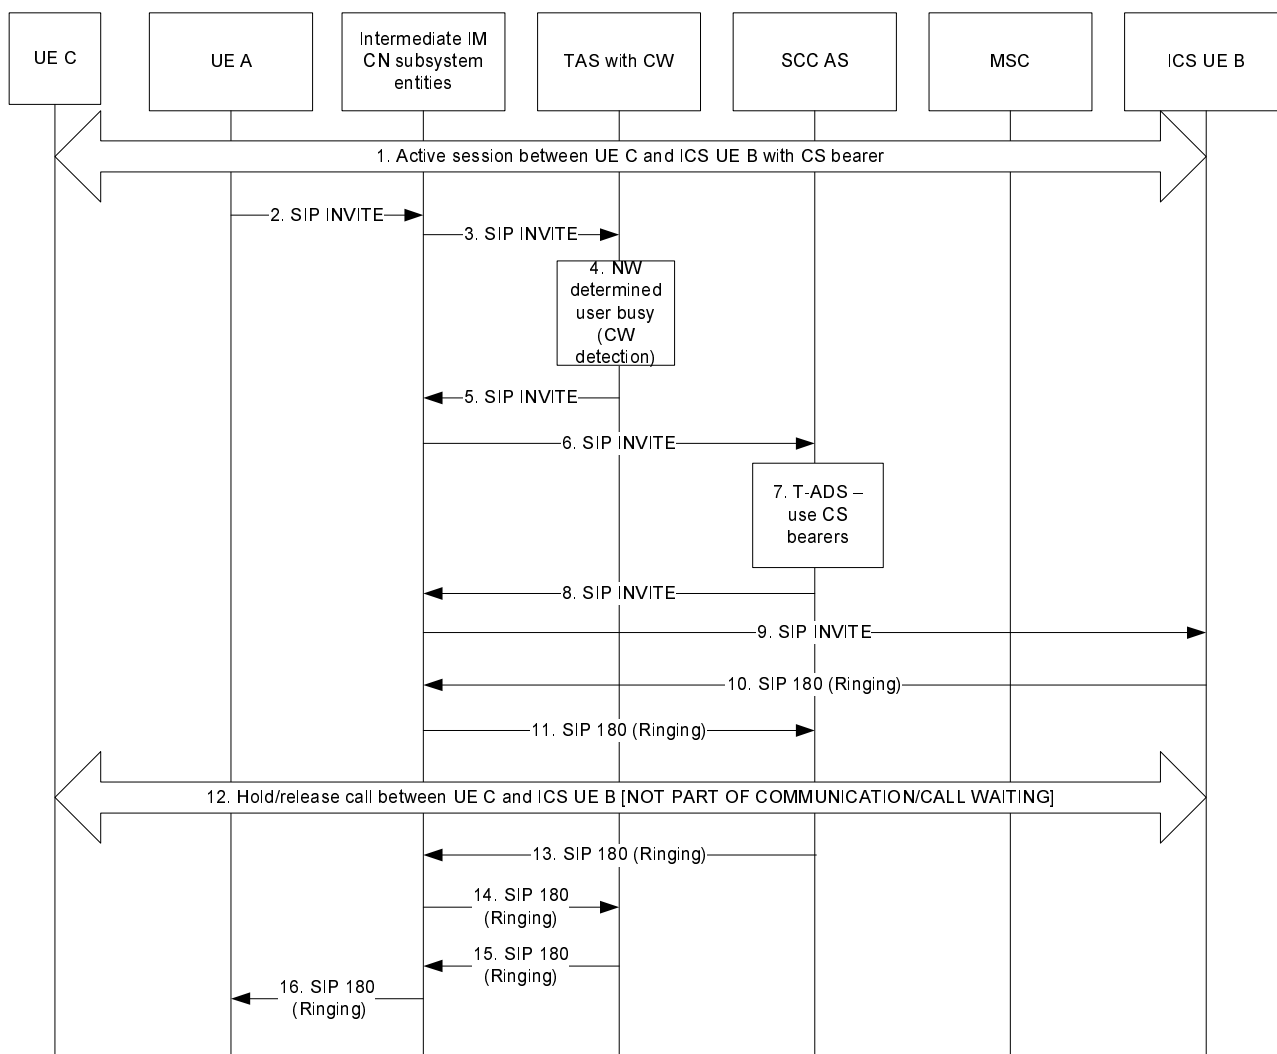 UE C
UE A
Intermediate IM
CN subsystem
entities
TAS with CW
SCC AS
MSC
ICS UE B
1. Active session between UE C and ICS UE B with CS bearer
2. SIP INVITE
3. SIP INVITE
4. NW
determined
user busy
(CW
detection)
5. SIP INVITE
6. SIP INVITE
7. T-ADS –
use CS
bearers
8. SIP INVITE
9. SIP INVITE
10. SIP 180 (Ringing)
11. SIP 180 (Ringing)
12. Hold/release call between UE C and ICS UE B [NOT PART OF COMMUNICATION/CALL WAITING]
13. SIP 180 (Ringing)
14. SIP 180
(Ringing)
15. SIP 180
(Ringing)
16. SIP 180
(Ringing)